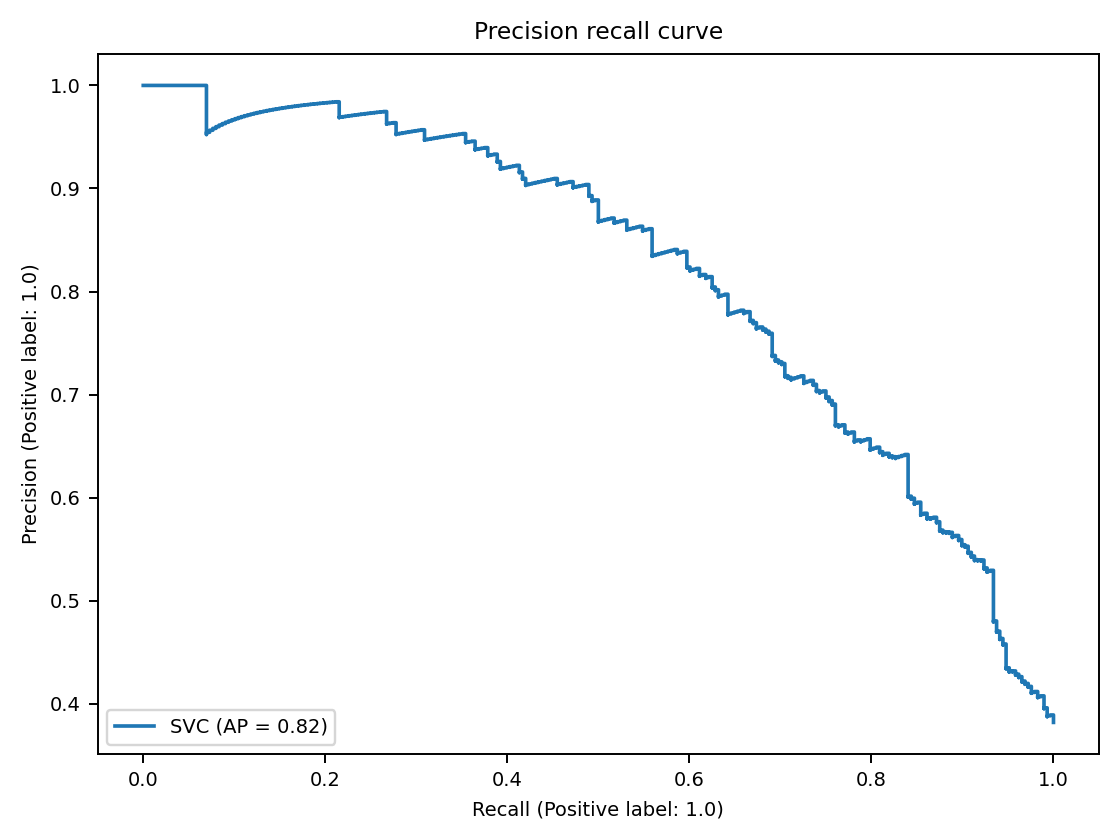 Precision recall curve
1.0
0.9
0.8
0.7
0.6
0.5
0.4
Precision (Positive label: 1.0)
SVC (AP = 0.82)
0.0 0.2 0.4 0.6 0.8 1.0
Recall (Positive label: 1.0)